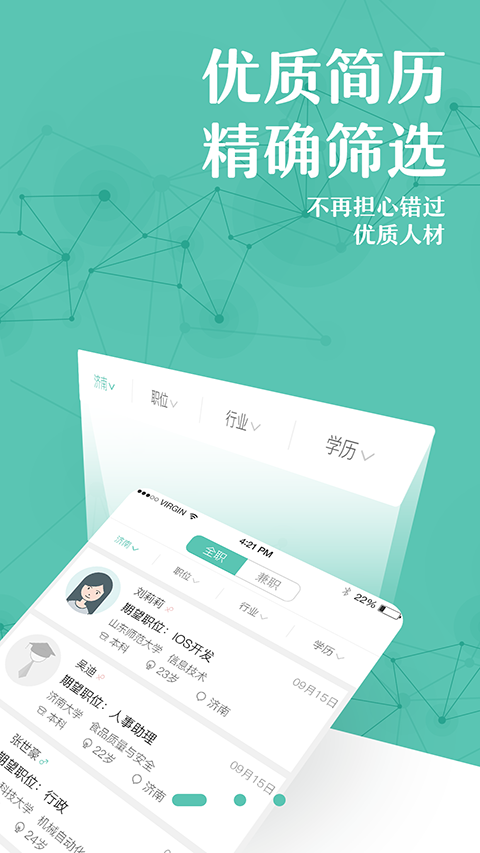 优质简历
精确筛选
不再担心错过
优质人材
济南
职位
行业
学历
VIRGIN
4:21 PM
22%
全职
兼职
济南
职位
行业
学历
刘莉莉
期望职位：IOS开发
山东师范大学 信息技术
本科 23岁 济南
09月15日
吴迪
期望职位：人事助理
济南大学 食品质量与安全
本科 22岁 济南
09月15日
张世豪
期望职位：行政
科技大学 机械自动化
24岁